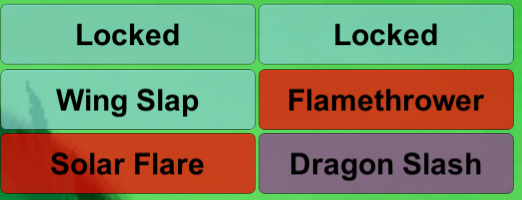 Locked
Locked
Wing Slap
Flamethrower
Solar Flare
Dragon Slash